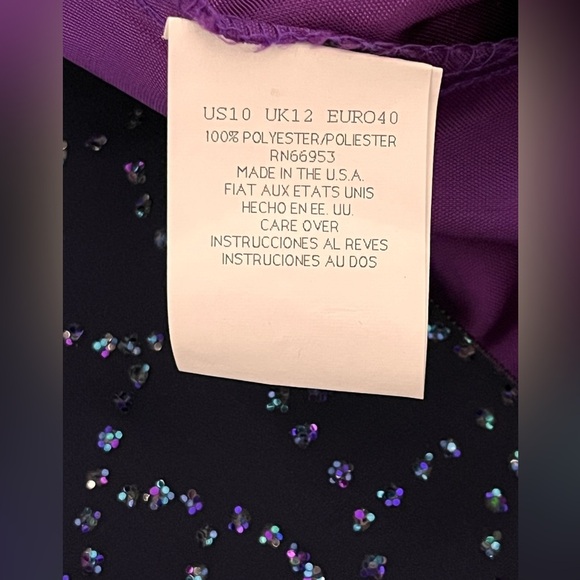 US10 UK12 EURO40
100% POLYESTER/POLIESTER
RN66953
MADE IN THE U.S.A.
FIAT AUX ETATS UNIS
HECHO EN EE. UU.
CARE OVER
INSTRUCCIONES AL REVES
INSTRUCIONES AU DOS